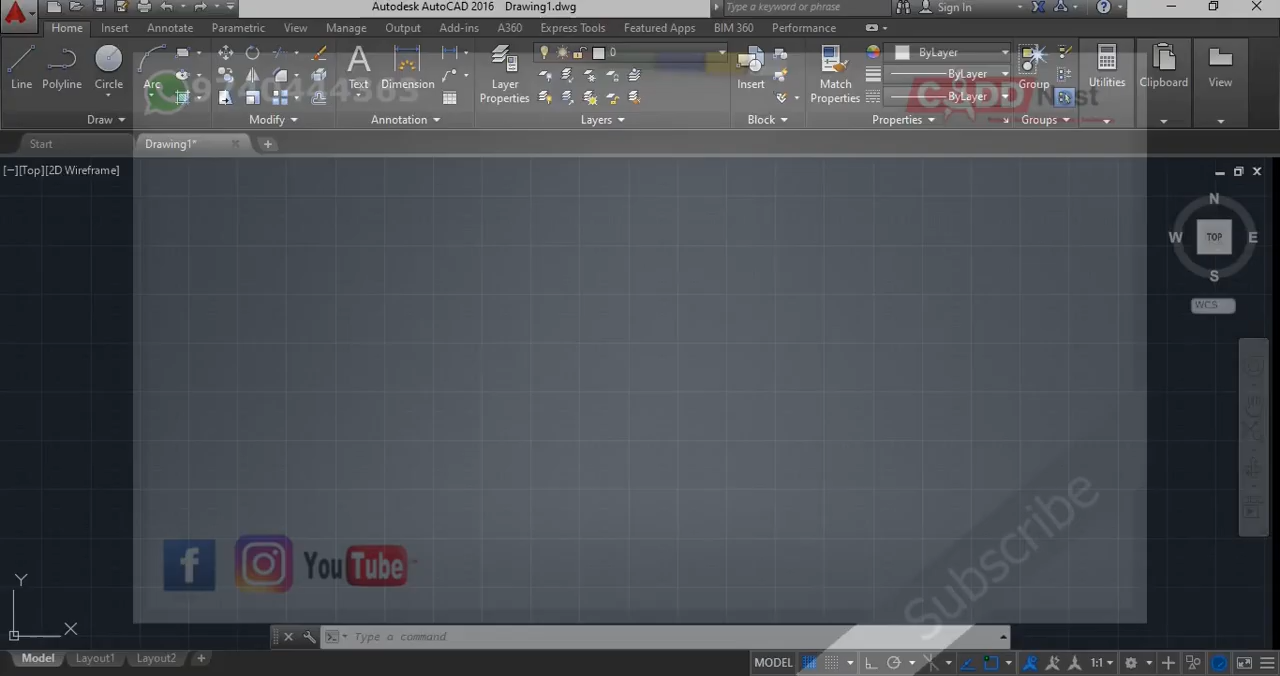 Autodesk AutoCAD 2016 Drawing1.dwg
Type a keyword or phrase
Sign In
Home Insert Annotate Parametric View Manage Output Add-ins A360 Express Tools Featured Apps BIM 360 Performance
Line Polyline Circle Arc
Text Dimension
Layer Properties
0
Insert
Match Properties
ByLayer
ByLayer
ByLayer
Group
Utilities
Clipboard
View
CADD Nest
Draw Modify Annotation Layers Block Properties Groups
Start Drawing1*
[−][Top][2D Wireframe]
N
W TOP E
S
WCS
Subscribe
f YouTube
Y
X
Type a command
Model Layout1 Layout2
MODEL 1:1